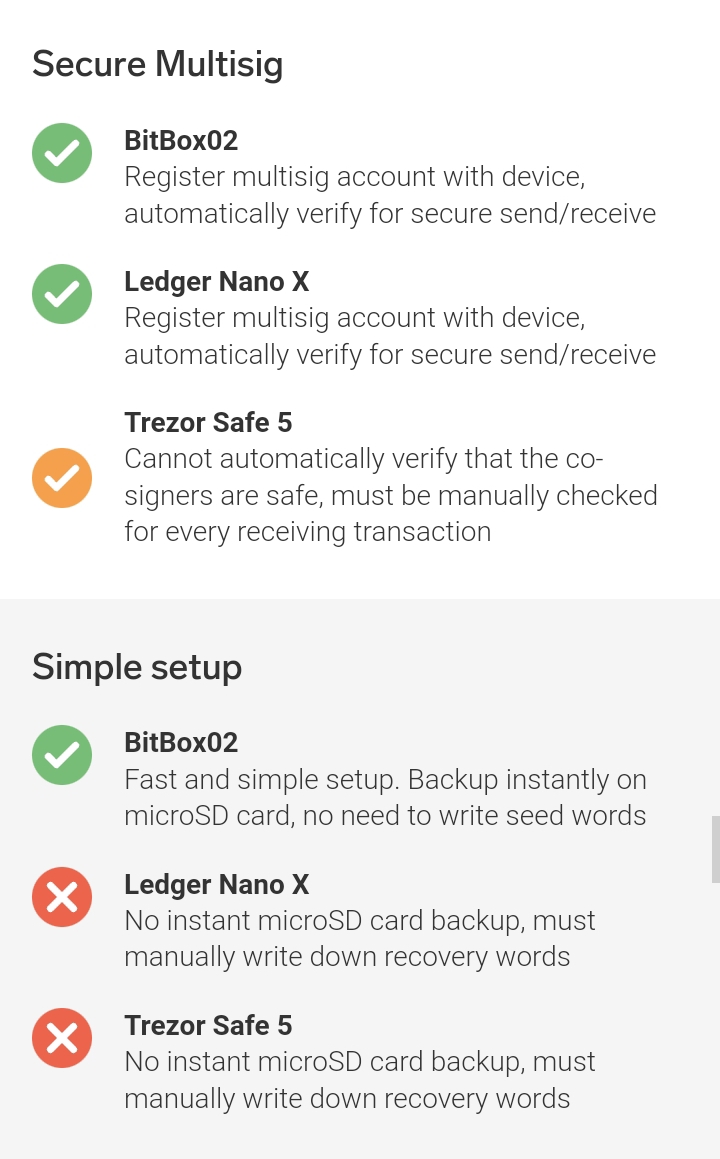 Secure Multisig
BitBox02
Register multisig account with device,
automatically verify for secure send/receive
Ledger Nano X
Register multisig account with device,
automatically verify for secure send/receive
Trezor Safe 5
Cannot automatically verify that the co-
signers are safe, must be manually checked
for every receiving transaction
Simple setup
BitBox02
Fast and simple setup. Backup instantly on
microSD card, no need to write seed words
Ledger Nano X
No instant microSD card backup, must
manually write down recovery words
Trezor Safe 5
No instant microSD card backup, must
manually write down recovery words